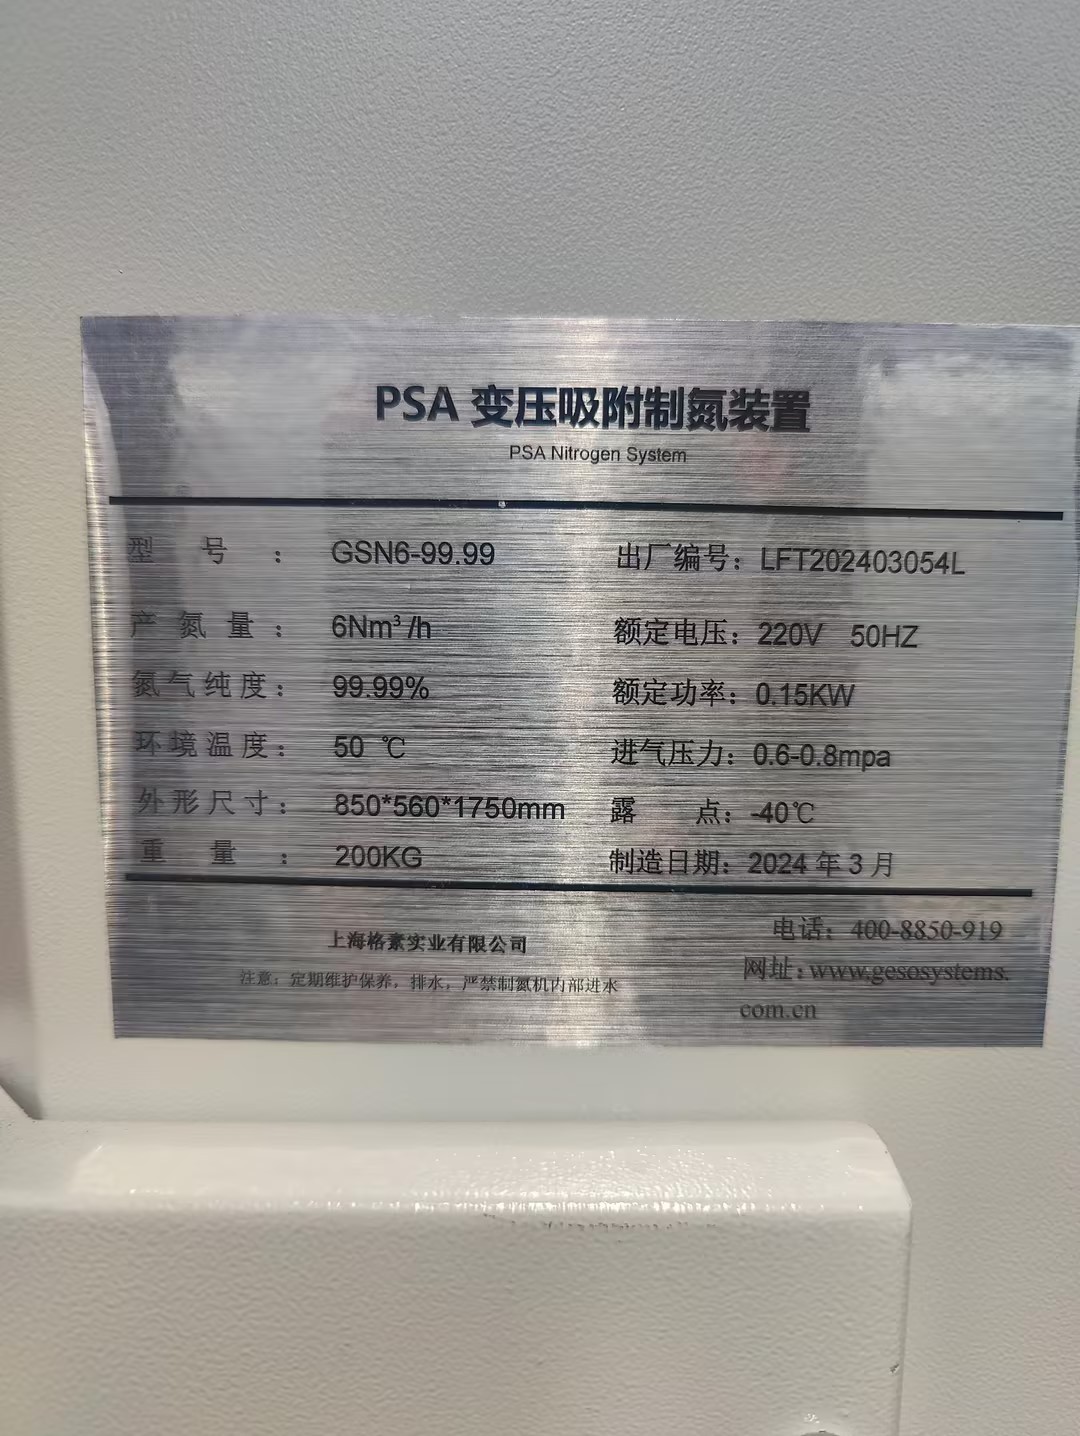 PSA 变压吸附制氮装置
PSA Nitrogen System
型 号 : GSN6-99.99 出厂编号: LFT202403054L
产 氮 量 : 6Nm³/h 额定电压: 220V 50HZ
氮气纯度: 99.99% 额定功率: 0.15KW
环境温度: 50 ℃ 进气压力: 0.6-0.8mpa
外形尺寸: 850*560*1750mm 露 点: -40℃
重 量 : 200KG 制造日期: 2024年3月
上海格素实业有限公司 电话: 400-8850-919
注意: 定期维护保养, 排水, 严禁制氮机内部进水 网址: www.gesosystems.
com.cn